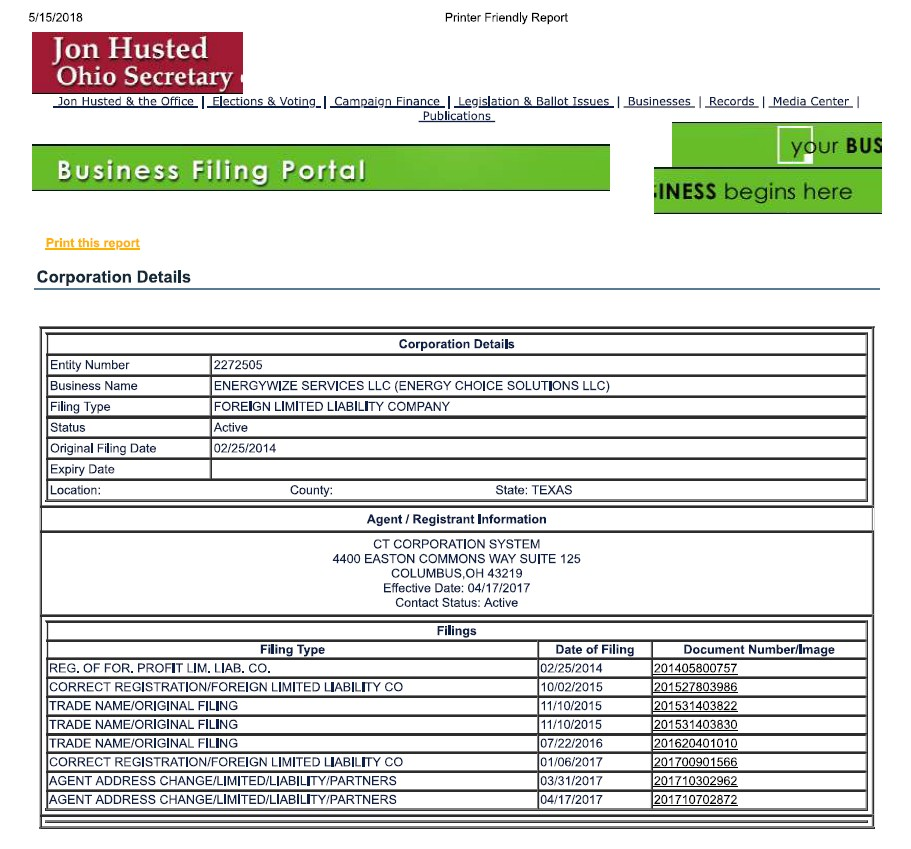 5/15/2018 Printer Friendly Report
Jon Husted
Ohio Secretary
Jon Husted & the Office | Elections & Voting | Campaign Finance | Legislation & Ballot Issues | Businesses | Records | Media Center |
Publications
your BUS
Business Filing Portal
INESS begins here
Print this report
Corporation Details
Corporation Details
Entity Number 2272505
Business Name ENERGYWIZE SERVICES LLC (ENERGY CHOICE SOLUTIONS LLC)
Filing Type FOREIGN LIMITED LIABILITY COMPANY
Status Active
Original Filing Date 02/25/2014
Expiry Date
Location: County: State: TEXAS
Agent / Registrant Information
CT CORPORATION SYSTEM
4400 EASTON COMMONS WAY SUITE 125
COLUMBUS,OH 43219
Effective Date: 04/17/2017
Contact Status: Active
Filings
Filing Type Date of Filing Document Number/Image
REG. OF FOR. PROFIT LIM. LIAB. CO. 02/25/2014 201405800757
CORRECT REGISTRATION/FOREIGN LIMITED LIABILITY CO 10/02/2015 201527803986
TRADE NAME/ORIGINAL FILING 11/10/2015 201531403822
TRADE NAME/ORIGINAL FILING 11/10/2015 201531403830
TRADE NAME/ORIGINAL FILING 07/22/2016 201620401010
CORRECT REGISTRATION/FOREIGN LIMITED LIABILITY CO 01/06/2017 201700901566
AGENT ADDRESS CHANGE/LIMITED/LIABILITY/PARTNERS 03/31/2017 201710302962
AGENT ADDRESS CHANGE/LIMITED/LIABILITY/PARTNERS 04/17/2017 201710702872